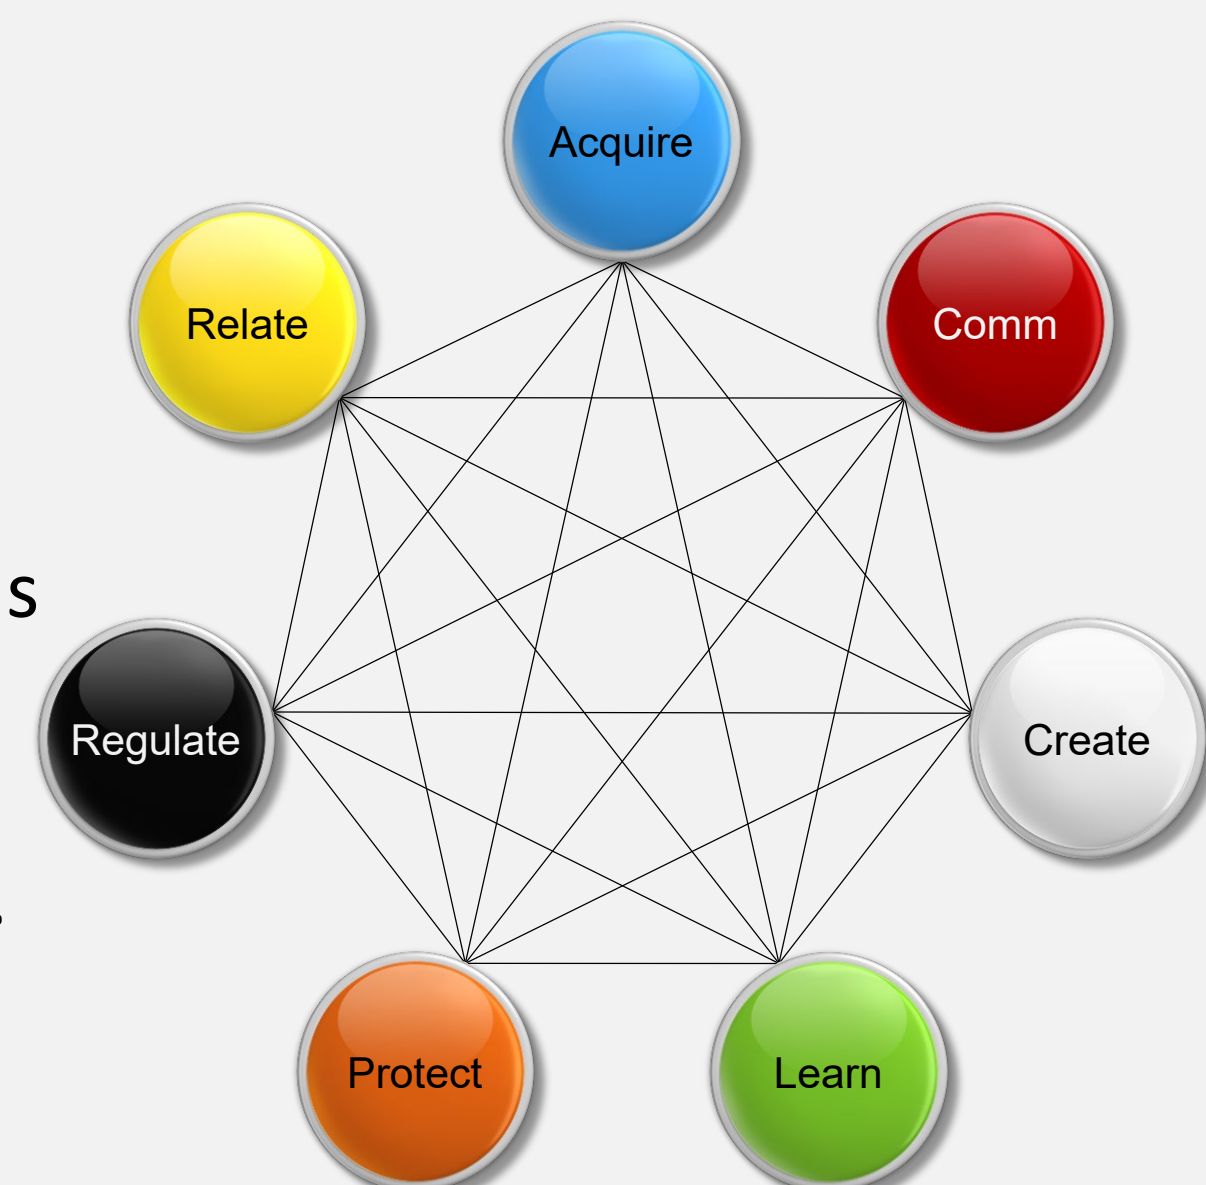 Acquire
Relate
Comm
s
Regulate
Create
.
Protect
Learn